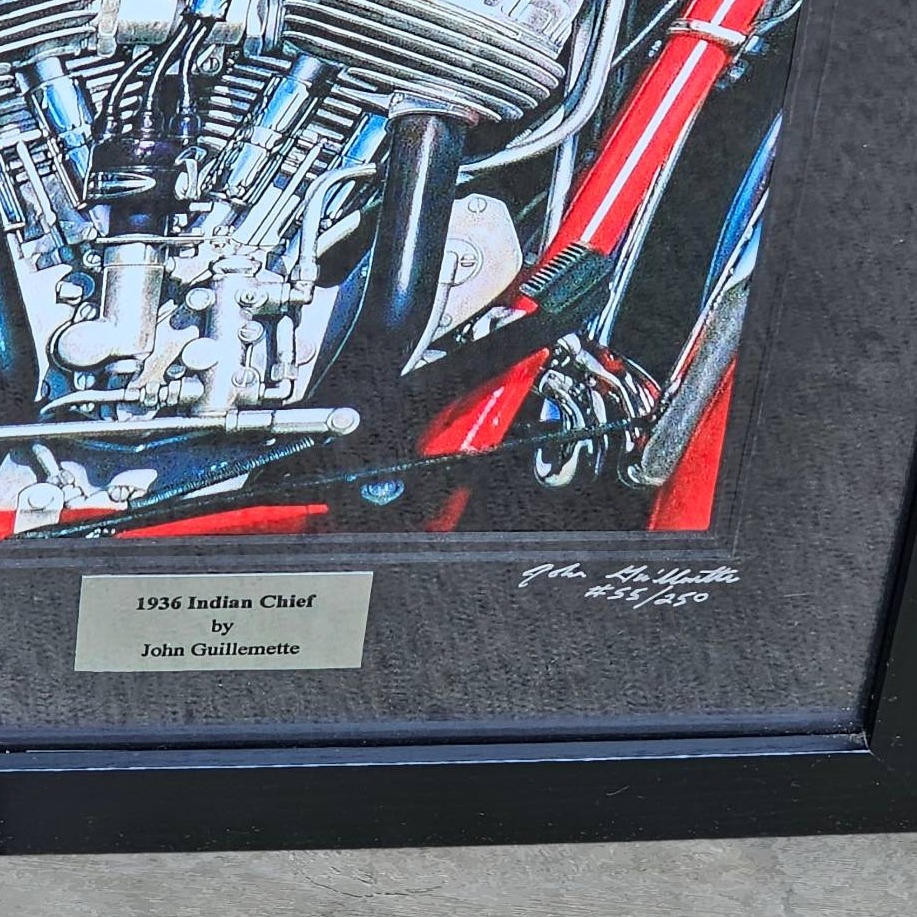 1936 Indian Chief
by
John Guillemette
John Guillemette
#55/250